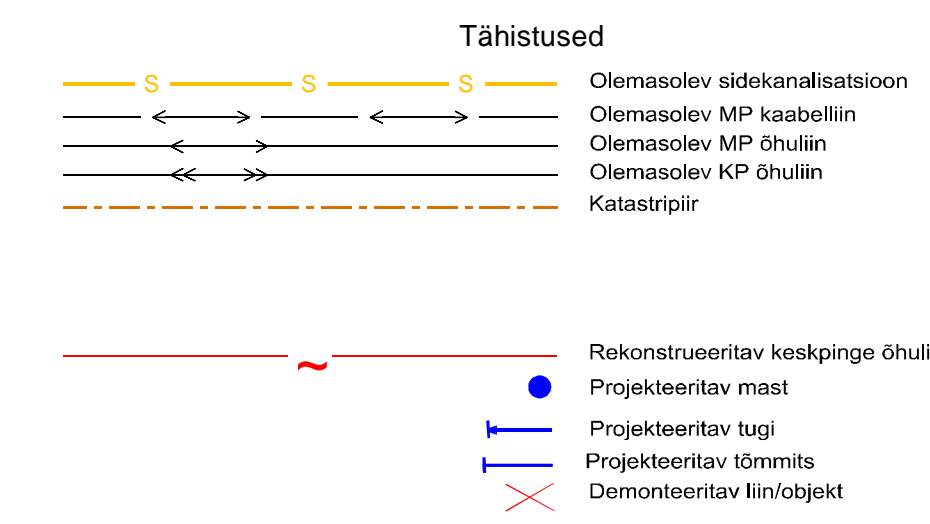 Tähistused
S S S Olemasolev sidekanalisatsioon
Olemasolev MP kaabelliin
Olemasolev MP õhuliin
Olemasolev KP õhuliin
Katastripiir
~ Rekonstrueeritav keskpinge õhuli
Projekteeritav mast
Projekteeritav tugi
Projekteeritav tõmmits
Demonteeritav liin/objekt